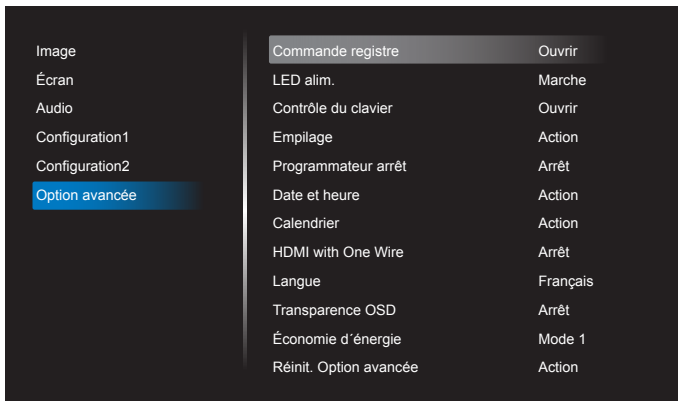 Image
Écran
Audio
Configuration1
Configuration2
Option avancée
Commande registre Ouvrir
LED alim. Marche
Contrôle du clavier Ouvrir
Empilage Action
Programmateur arrêt Arrêt
Date et heure Action
Calendrier Action
HDMI with One Wire Arrêt
Langue Français
Transparence OSD Arrêt
Économie d´énergie Mode 1
Réinit. Option avancée Action